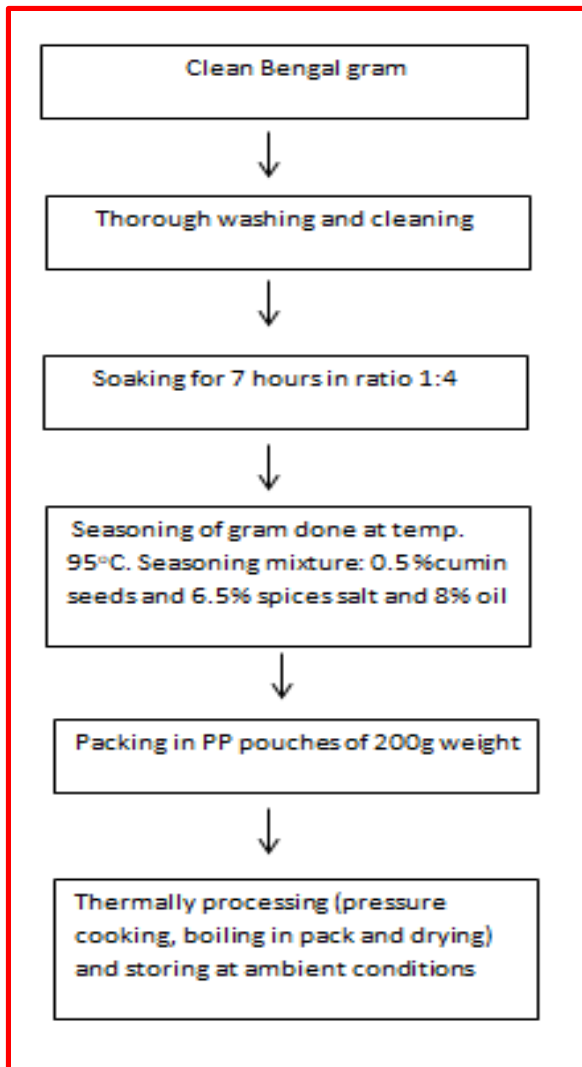 Clean Bengal gram
Thorough washing and cleaning
Soaking for 7 hours in ratio 1:4
Seasoning of gram done at temp.
95°C. Seasoning mixture: 0.5%cumin
seeds and 6.5% spices salt and 8% oil
Packing in PP pouches of 200g weight
Thermally processing (pressure
cooking, boiling in pack and drying)
and storing at ambient conditions